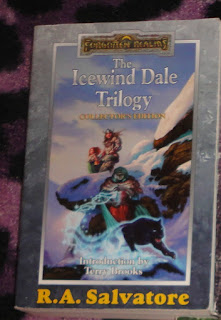 FORGOTTEN REALMS
The
Icewind Dale
Trilogy
COLLECTOR'S EDITION
Introduction by
Terry Brooks
R.A. Salvatore